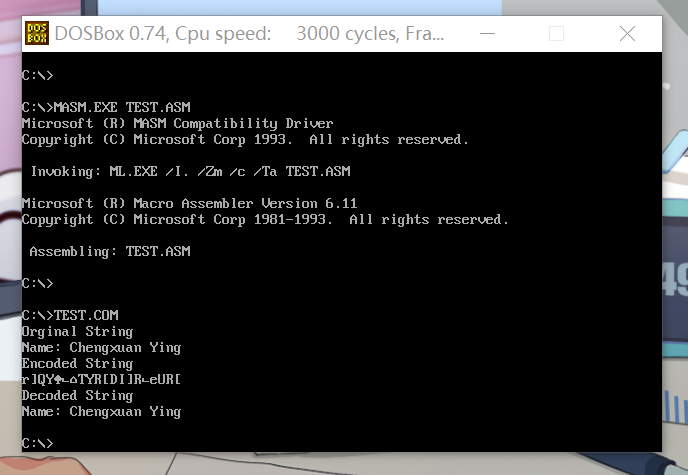 DOS
BOX
DOSBox 0.74, Cpu speed: 3000 cycles, Fra...
C:\>
C:\>MASM.EXE TEST.ASM
Microsoft (R) MASM Compatibility Driver
Copyright (C) Microsoft Corp 1993.  All rights reserved.
Invoking: ML.EXE /I. /Zm /c /Ta TEST.ASM
Microsoft (R) Macro Assembler Version 6.11
Copyright (C) Microsoft Corp 1981-1993.  All rights reserved.
Assembling: TEST.ASM
C:\>
C:\>TEST.COM
Orginal String
Name: Chengxuan Ying
Encoded String
r]QY♠∟⌂TYR[DI]R∟eUR[
Decoded String
Name: Chengxuan Ying
C:\>
49